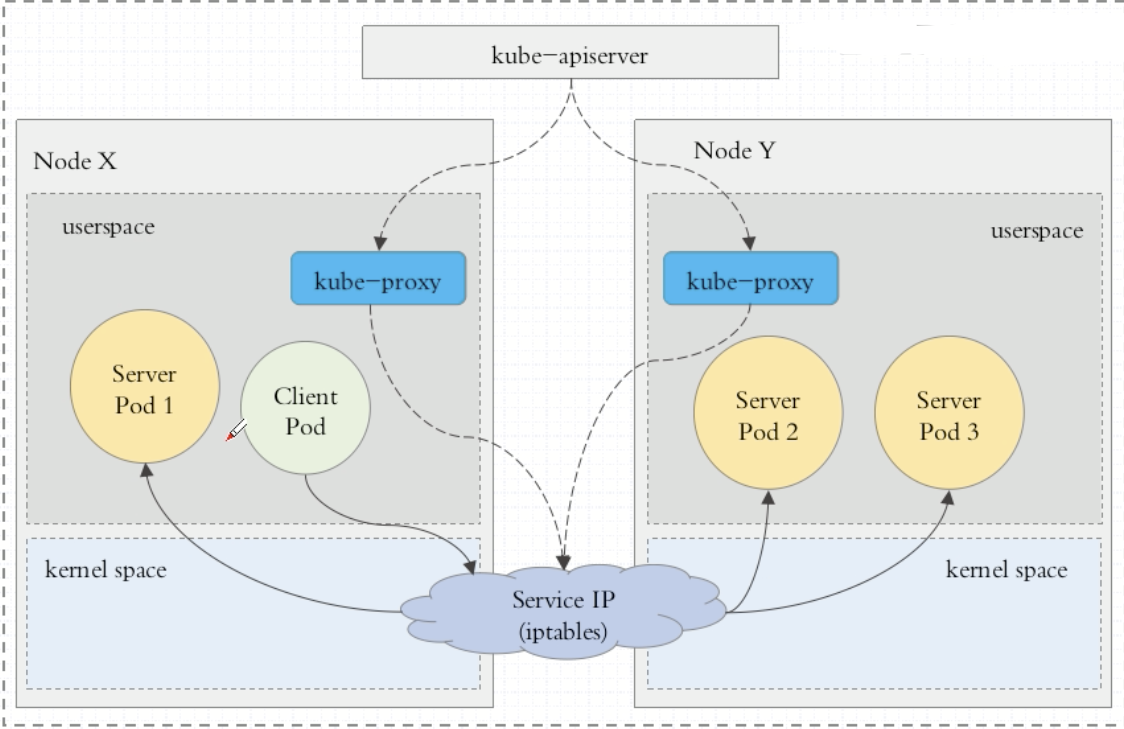 kube-apiserver
Node X
Node Y
userspace
userspace
kube-proxy
kube-proxy
Server
Pod 1
Client
Pod
Server
Pod 2
Server
Pod 3
kernel space
kernel space
Service IP
(iptables)